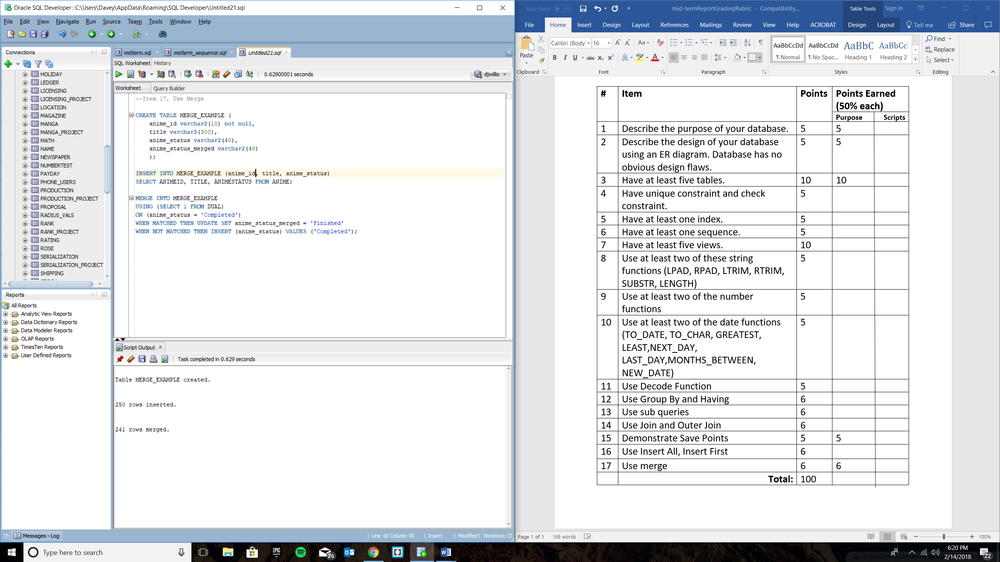 Oracle SQL Developer : C:\Users\Davey\AppData\Roaming\SQL Developer\Untitled21.sql
File Edit View Navigate Run Source Team Tools Window Help
Connections
HOLIDAY
LEDGER
LICENSING
LICENSING_PROJECT
LOCATION
MAGAZINE
MANGA
MANGA_PROJECT
MATH
NAME
NEWSPAPER
NUMBERTEST
PAYDAY
PHONE_USERS
PRODUCTION
PRODUCTION_PROJECT
PROPOSAL
RADIUS_VALS
RANK
RANK_PROJECT
RATING
ROSE
SERIALIZATION
SERIALIZATION_PROJECT
SHIPPING
Reports
All Reports
Analytic View Reports
Data Dictionary Reports
Data Modeler Reports
OLAP Reports
TimesTen Reports
User Defined Reports
Messages - Log
midterm.sql midterm_sequence.sql Untitled21.sql
SQL Worksheet History
0.62900001 seconds djwillis
Worksheet Query Builder
--Item 17, Use Merge
CREATE TABLE MERGE_EXAMPLE (
anime_id varchar2(10) not null,
title varchar2(300),
anime_status varchar2(40),
anime_status_merged varchar2(40)
);
INSERT INTO MERGE_EXAMPLE (anime_id, title, anime_status)
SELECT ANIMEID, TITLE, ANIMESTATUS FROM ANIME;
MERGE INTO MERGE_EXAMPLE
USING (SELECT 1 FROM DUAL)
ON (anime_status = 'Completed')
WHEN MATCHED THEN UPDATE SET anime_status_merged = 'Finished'
WHEN NOT MATCHED THEN INSERT (anime_status) VALUES ('Completed');
Script Output
Task completed in 0.629 seconds
Table MERGE_EXAMPLE created.
250 rows inserted.
241 rows merged.
Line 10 Column 36 Insert Modified Windows: CF
AutoSave Off mid-termReportGradingRubric - Compatibility... Table Tools Sign in
File Home Insert Design Layout References Mailings Review View Help ACROBAT Design Layout Tell me Share
Paste
Calibri (Body) 16
AaBbCcDd AaBbCcDd AaBbC AaBbCc
¶ Normal ¶ No Spac... Heading 1 Heading 2
Find
Replace
Select
Clipboard Font Paragraph Styles Editing
# Item Points Points Earned
(50% each)
Purpose Scripts
1 Describe the purpose of your database. 5 5
2 Describe the design of your database 5 5
using an ER diagram. Database has no
obvious design flaws.
3 Have at least five tables. 10 10
4 Have unique constraint and check 5
constraint.
5 Have at least one index. 5
6 Have at least one sequence. 5
7 Have at least five views. 10
8 Use at least two of these string 5
functions (LPAD, RPAD, LTRIM, RTRIM,
SUBSTR, LENGTH)
9 Use at least two of the number 5
functions
10 Use at least two of the date functions 5
(TO_DATE, TO_CHAR, GREATEST,
LEAST,NEXT_DAY,
LAST_DAY,MONTHS_BETWEEN,
NEW_DATE)
11 Use Decode Function 5
12 Use Group By and Having 6
13 Use sub queries 6
14 Use Join and Outer Join 6
15 Demonstrate Save Points 5 5
16 Use Insert All, Insert First 6
17 Use merge 6 6
Total: 100
Page 1 of 1 168 words 100%
Type here to search
EPIC GAMES
26
6:20 PM
2/14/2018
22